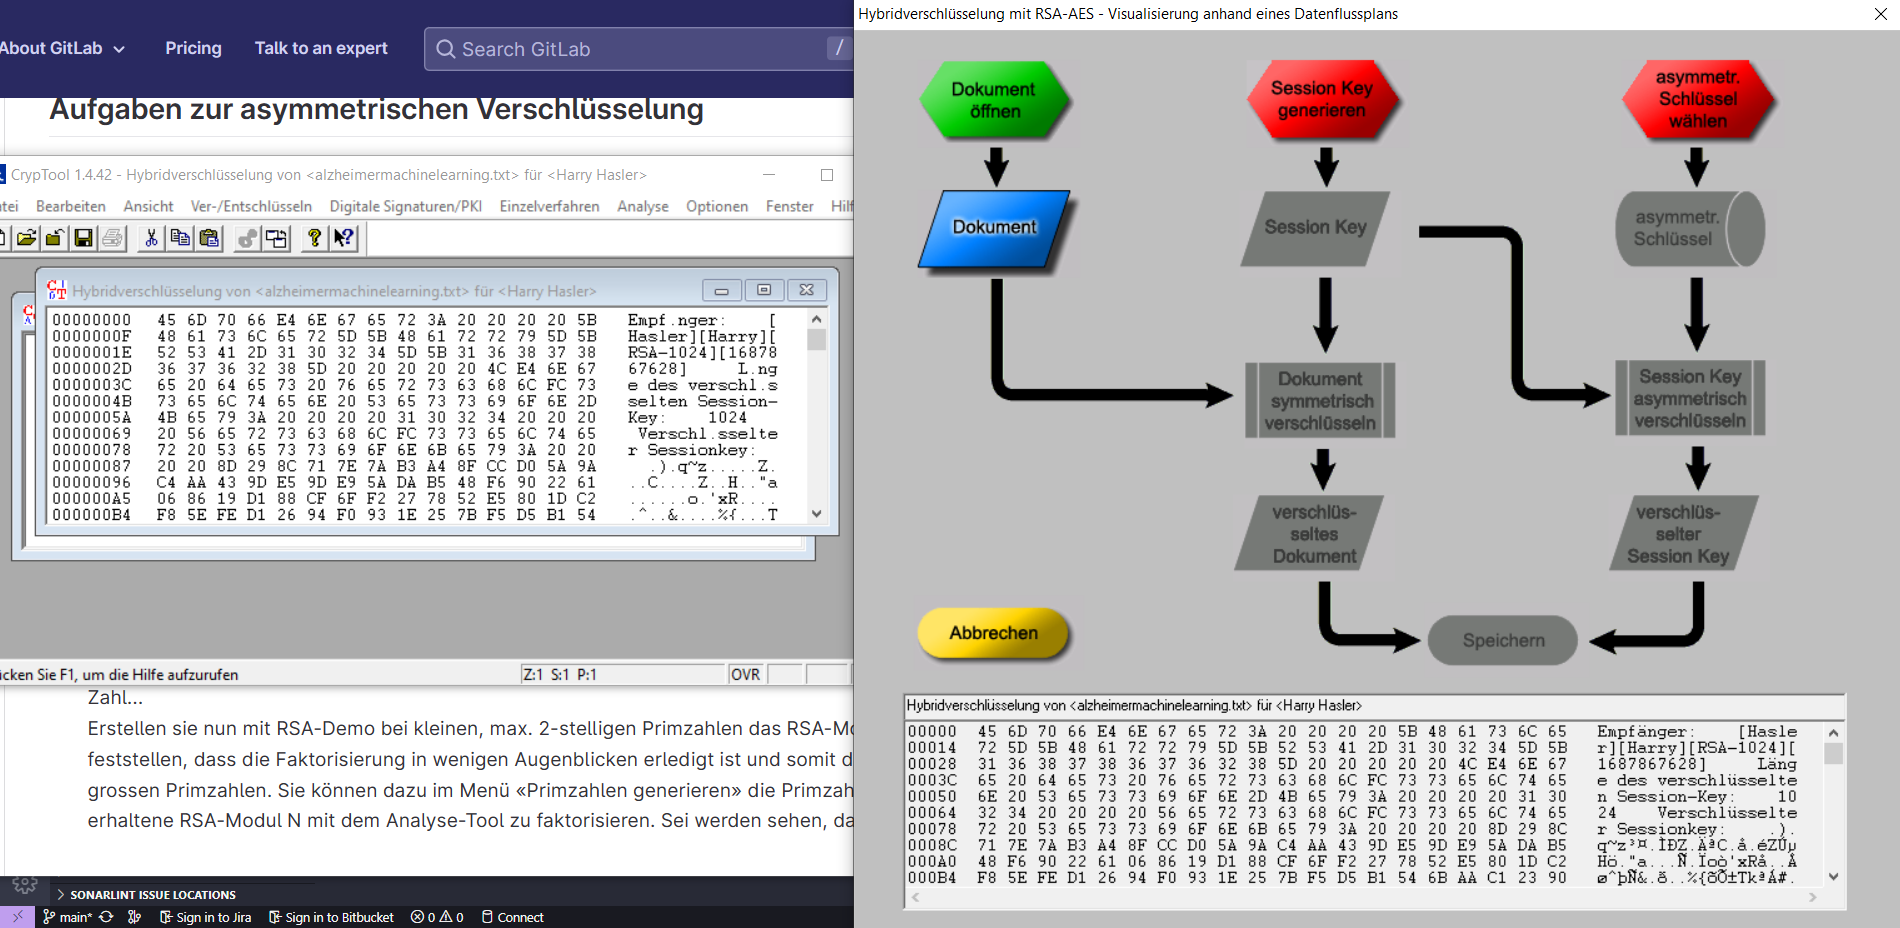 About GitLab
Pricing
Talk to an expert
Search GitLab
/
Aufgaben zur asymmetrischen Verschlüsselung
CrypTool 1.4.42 - Hybridverschlüsselung von <alzheimermachinelearning.txt> für <Harry Hasler>
tei Bearbeiten Ansicht Ver-/Entschlüsseln Digitale Signaturen/PKI Einzelverfahren Analyse Optionen Fenster Hilf
Hybridverschlüsselung von <alzheimermachinelearning.txt> für <Harry Hasler>
00000000 45 6D 70 66 E4 6E 67 65 72 3A 20 20 20 20 5B Empf.nger: [
0000000F 48 61 73 6C 65 72 5D 5B 48 61 72 72 79 5D 5B Hasler][Harry][
0000001E 52 53 41 2D 31 30 32 34 5D 5B 31 36 38 37 38 RSA-1024][16878
0000002D 36 37 36 32 38 5D 20 20 20 20 20 4C E4 6E 67 67628] L.ng
0000003C 65 20 64 65 73 20 76 65 72 73 63 68 6C FC 73 e des verschl.s
0000004B 73 65 6C 74 65 6E 20 53 65 73 73 69 6F 6E 2D selten Session-
0000005A 4B 65 79 3A 20 20 20 20 31 30 32 34 20 20 20 Key: 1024
00000069 20 56 65 72 73 63 68 6C FC 73 73 65 6C 74 65 Verschl.sselte
00000078 72 20 53 65 73 73 69 6F 6E 6B 65 79 3A 20 20 r Sessionkey:
00000087 20 20 8D 29 8C 71 7E 7A B3 A4 8F CC D0 5A 9A .).q~z.....Z.
00000096 C4 AA 43 9D E5 9D E9 5A DA B5 48 F6 90 22 61 ..C....Z..H.."a
000000A5 06 86 19 D1 88 CF 6F F2 27 78 52 E5 80 1D C2 ......o.'xR....
000000B4 F8 5E FE D1 26 94 F0 93 1E 25 7B F5 D5 B1 54 .^..&....%{...T
icken Sie F1, um die Hilfe aufzurufen
Z:1 S:1 P:1
OVR
Zahl...
Erstellen sie nun mit RSA-Demo bei kleinen, max. 2-stelligen Primzahlen das RSA-Mo
feststellen, dass die Faktorisierung in wenigen Augenblicken erledigt ist und somit d
grossen Primzahlen. Sie können dazu im Menü «Primzahlen generieren» die Primzah
erhaltene RSA-Modul N mit dem Analyse-Tool zu faktorisieren. Sei werden sehen, da
SONARLINT ISSUE LOCATIONS
main*
Sign in to Jira
Sign in to Bitbucket
0 0
Connect
Hybridverschlüsselung mit RSA-AES - Visualisierung anhand eines Datenflussplans
Dokument
öffnen
Session Key
generieren
asymmetr.
Schlüssel
wählen
Dokument
Session Key
asymmetr.
Schlüssel
Dokument
symmetrisch
verschlüsseln
Session Key
asymmetrisch
verschlüsseln
verschlüs-
seltes
Dokument
verschlüs-
selter
Session Key
Abbrechen
Speichern
Hybridverschlüsselung von <alzheimermachinelearning.txt> für <Harry Hasler>
00000 45 6D 70 66 E4 6E 67 65 72 3A 20 20 20 20 5B 48 61 73 6C 65 Empfänger: [Hasle
00014 72 5D 5B 48 61 72 72 79 5D 5B 52 53 41 2D 31 30 32 34 5D 5B r][Harry][RSA-1024][
00028 31 36 38 37 38 36 37 36 32 38 5D 20 20 20 20 20 4C E4 6E 67 1687867628] Läng
0003C 65 20 64 65 73 20 76 65 72 73 63 68 6C FC 73 73 65 6C 74 65 e des verschlüsselte
00050 6E 20 53 65 73 73 69 6F 6E 2D 4B 65 79 3A 20 20 20 20 31 30 n Session-Key: 10
00064 32 34 20 20 20 20 56 65 72 73 63 68 6C FC 73 73 65 6C 74 65 24 Verschlüsselte
00078 72 20 53 65 73 73 69 6F 6E 6B 65 79 3A 20 20 20 20 8D 29 8C r Sessionkey: .).
0008C 71 7E 7A B3 A4 8F CC D0 5A 9A C4 AA 43 9D E5 9D E9 5A DA B5 q~z³¤.ÌÐZ.ÄªC.å.éZÚµ
000A0 48 F6 90 22 61 06 86 19 D1 88 CF 6F F2 27 78 52 E5 80 1D C2 Hö."a...Ñ.Ïoò'xRå..Â
000B4 F8 5E FE D1 26 94 F0 93 1E 25 7B F5 D5 B1 54 6B AA C1 23 90 ø^þÑ&.ð..%{õÕ±TkªÁ#.